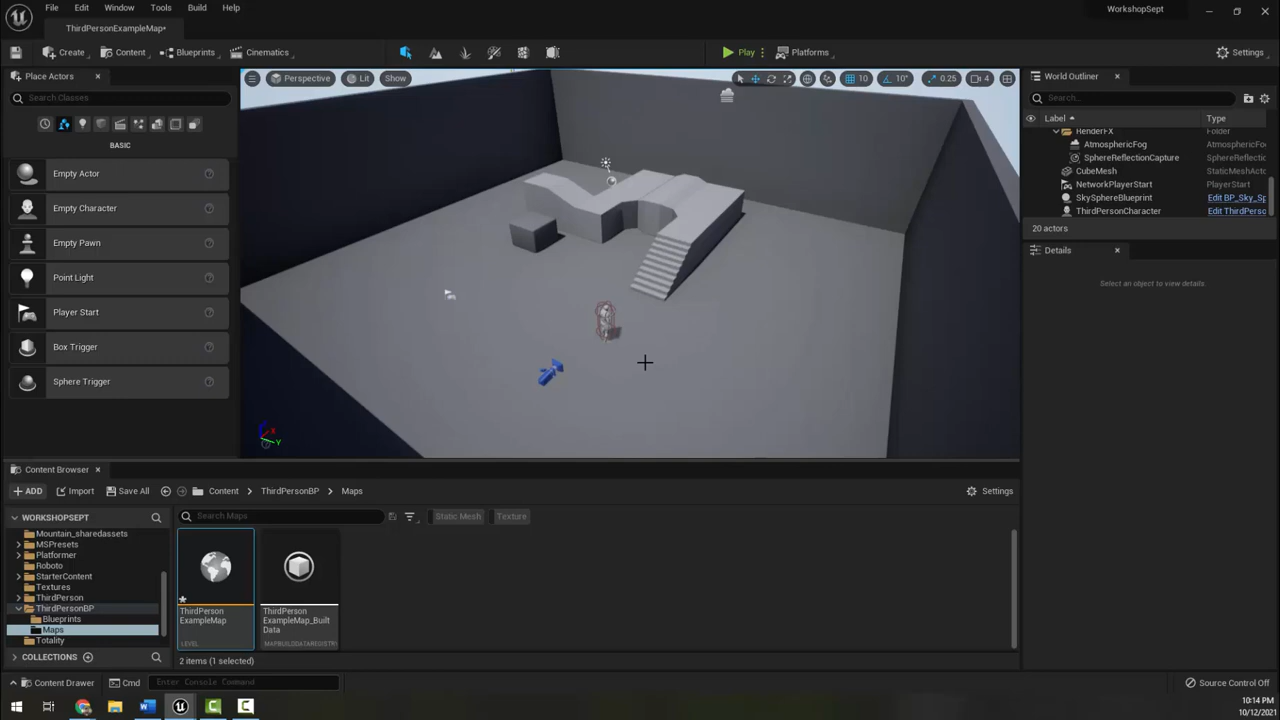 File Edit Window Tools Build Help WorkshopSept
ThirdPersonExampleMap*
Create Content Blueprints Cinematics Play Platforms Settings
Place Actors
Search Classes
BASIC
Empty Actor
Empty Character
Empty Pawn
Point Light
Player Start
Box Trigger
Sphere Trigger
Perspective Lit Show 10 10° 0.25 4
X
Y
World Outliner
Search...
Label Type
RenderFX Folder
AtmosphericFog AtmosphericFog
SphereReflectionCapture SphereReflecti
CubeMesh StaticMeshActo
NetworkPlayerStart PlayerStart
SkySphereBlueprint Edit BP_Sky_Sp
ThirdPersonCharacter Edit ThirdPerso
20 actors
Details
Select an object to view details.
Content Browser
ADD Import Save All Content ThirdPersonBP Maps Settings
WORKSHOPSEPT
Mountain_sharedassets
MSPresets
Platformer
Roboto
StarterContent
Textures
ThirdPerson
ThirdPersonBP
Blueprints
Maps
Totality
COLLECTIONS
Search Maps Static Mesh Texture
ThirdPerson
ExampleMap
LEVEL
ThirdPerson
ExampleMap_Built
Data
MAPBUILDDATAREGISTRY
2 items (1 selected)
Content Drawer Cmd Enter Console Command Source Control Off
10:14 PM
10/12/2021